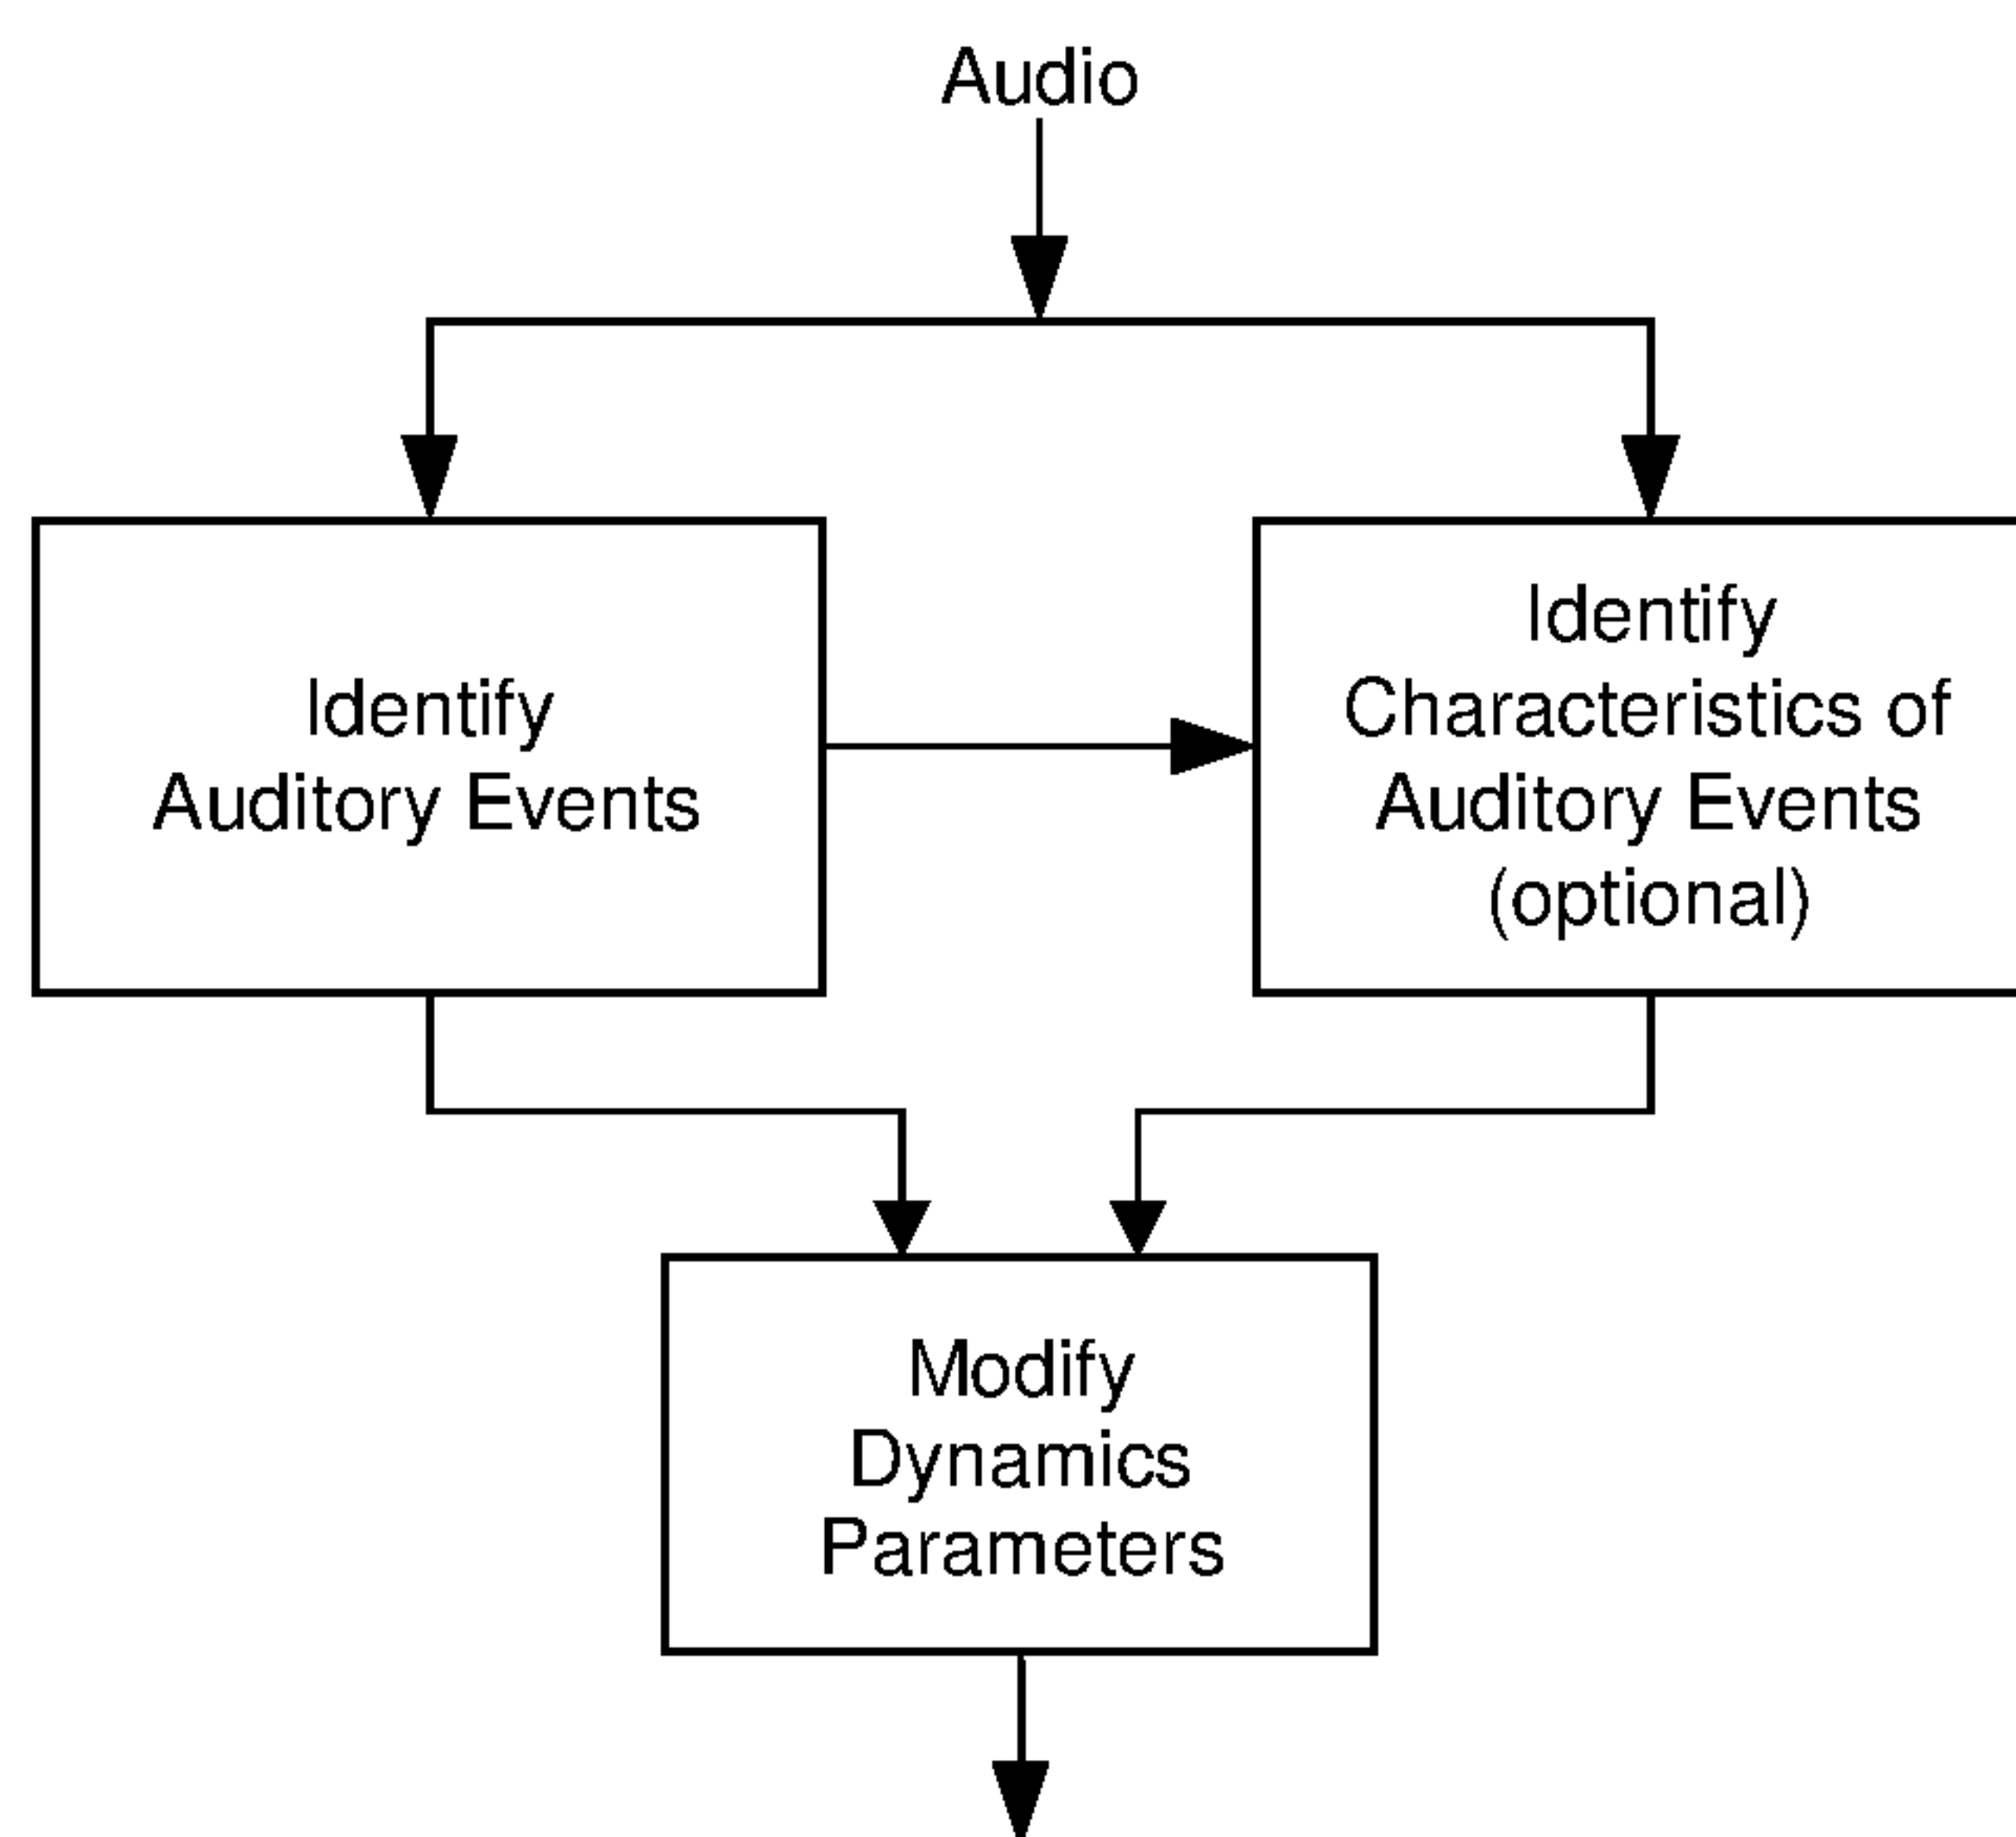 Audio
Identify
Auditory Events
Identify
Characteristics of
Auditory Events
(optional)
Modify
Dynamics
Parameters